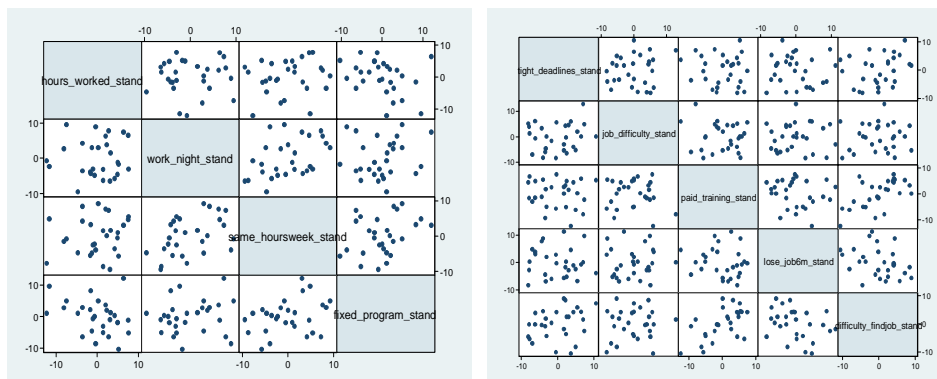 -10 0 10 -10 0 10
hours_worked_stand
10
0
-10
10
0
-10
work_night_stand
same_hoursweek_stand
10
0
-10
10
0
-10
fixed_program_stand
-10 0 10 -10 0 10
-10 0 10 -10 0 10
tight_deadlines_stand
10
0
-10
10
0
-10
job_difficulty_stand
paid_training_stand
10
0
-10
10
0
-10
lose_job6m_stand
difficulty_findjob_stand
10
0
-10
-10 0 10 -10 0 10 -10 0 10